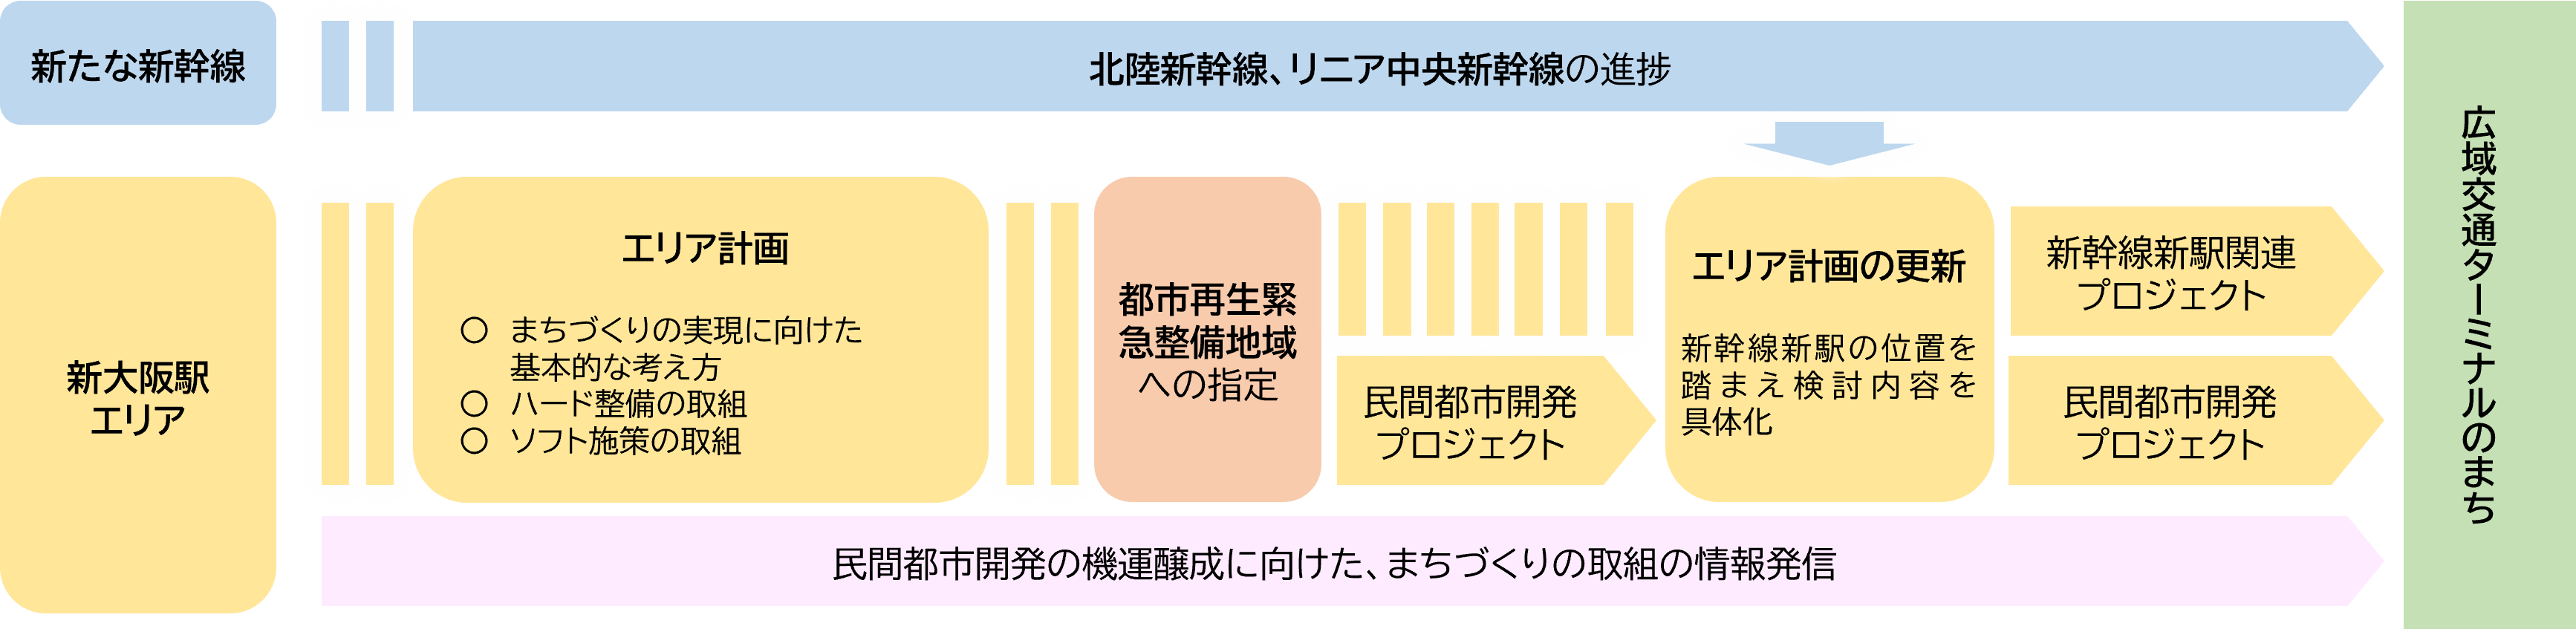 新たな新幹線
北陸新幹線、リニア中央新幹線の進捗
新大阪駅
エリア
エリア計画
○ まちづくりの実現に向けた
基本的な考え方
○ ハード整備の取組
○ ソフト施策の取組
都市再生緊
急整備地域
への指定
民間都市開発
プロジェクト
エリア計画の更新
新幹線新駅の位置を
踏まえ検討内容を
具体化
新幹線新駅関連
プロジェクト
民間都市開発
プロジェクト
民間都市開発の機運醸成に向けた、まちづくりの取組の情報発信
広域交通ターミナルのまち